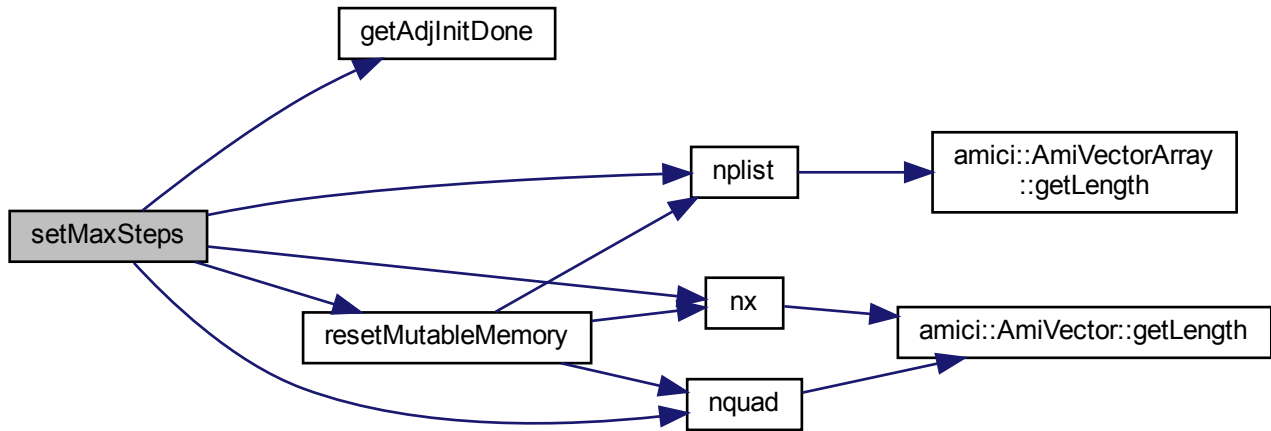 getAdjInitDone
nplist
amici::AmiVectorArray
::getLength
setMaxSteps
nx
amici::AmiVector::getLength
resetMutableMemory
nquad